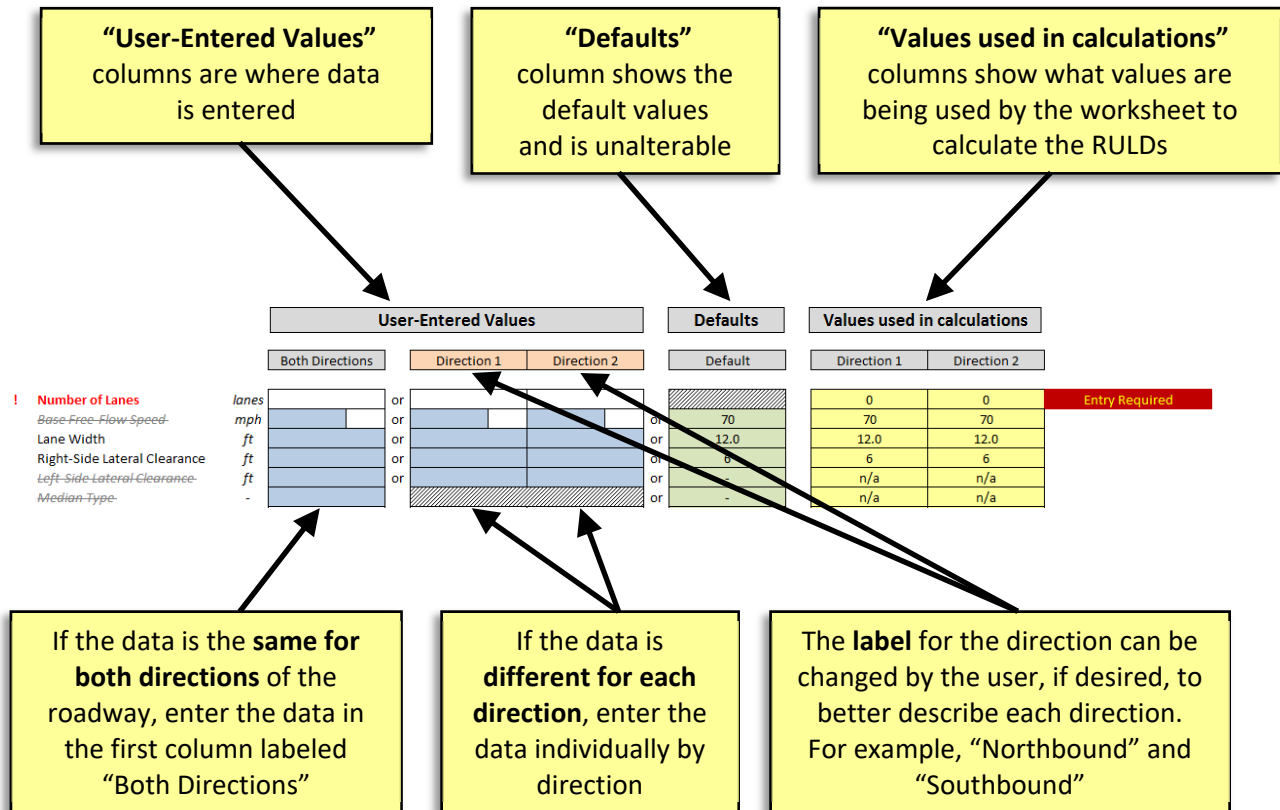 “User-Entered Values”
columns are where data
is entered
“Defaults”
column shows the
default values
and is unalterable
“Values used in calculations”
columns show what values are
being used by the worksheet to
calculate the RULDs
User-Entered Values Defaults Values used in calculations
Both Directions Direction 1 Direction 2 Default Direction 1 Direction 2
! Number of Lanes lanes or 0 0 Entry Required
Base Free-Flow Speed mph or or 70 70 70
Lane Width ft or or 12.0 12.0 12.0
Right-Side Lateral Clearance ft or or 6 6 6
Left-Side Lateral Clearance ft or or - n/a n/a
Median Type - or - n/a n/a
If the data is the same for
both directions of the
roadway, enter the data in
the first column labeled
“Both Directions”
If the data is
different for each
direction, enter the
data individually by
direction
The label for the direction can be
changed by the user, if desired, to
better describe each direction.
For example, “Northbound” and
“Southbound”